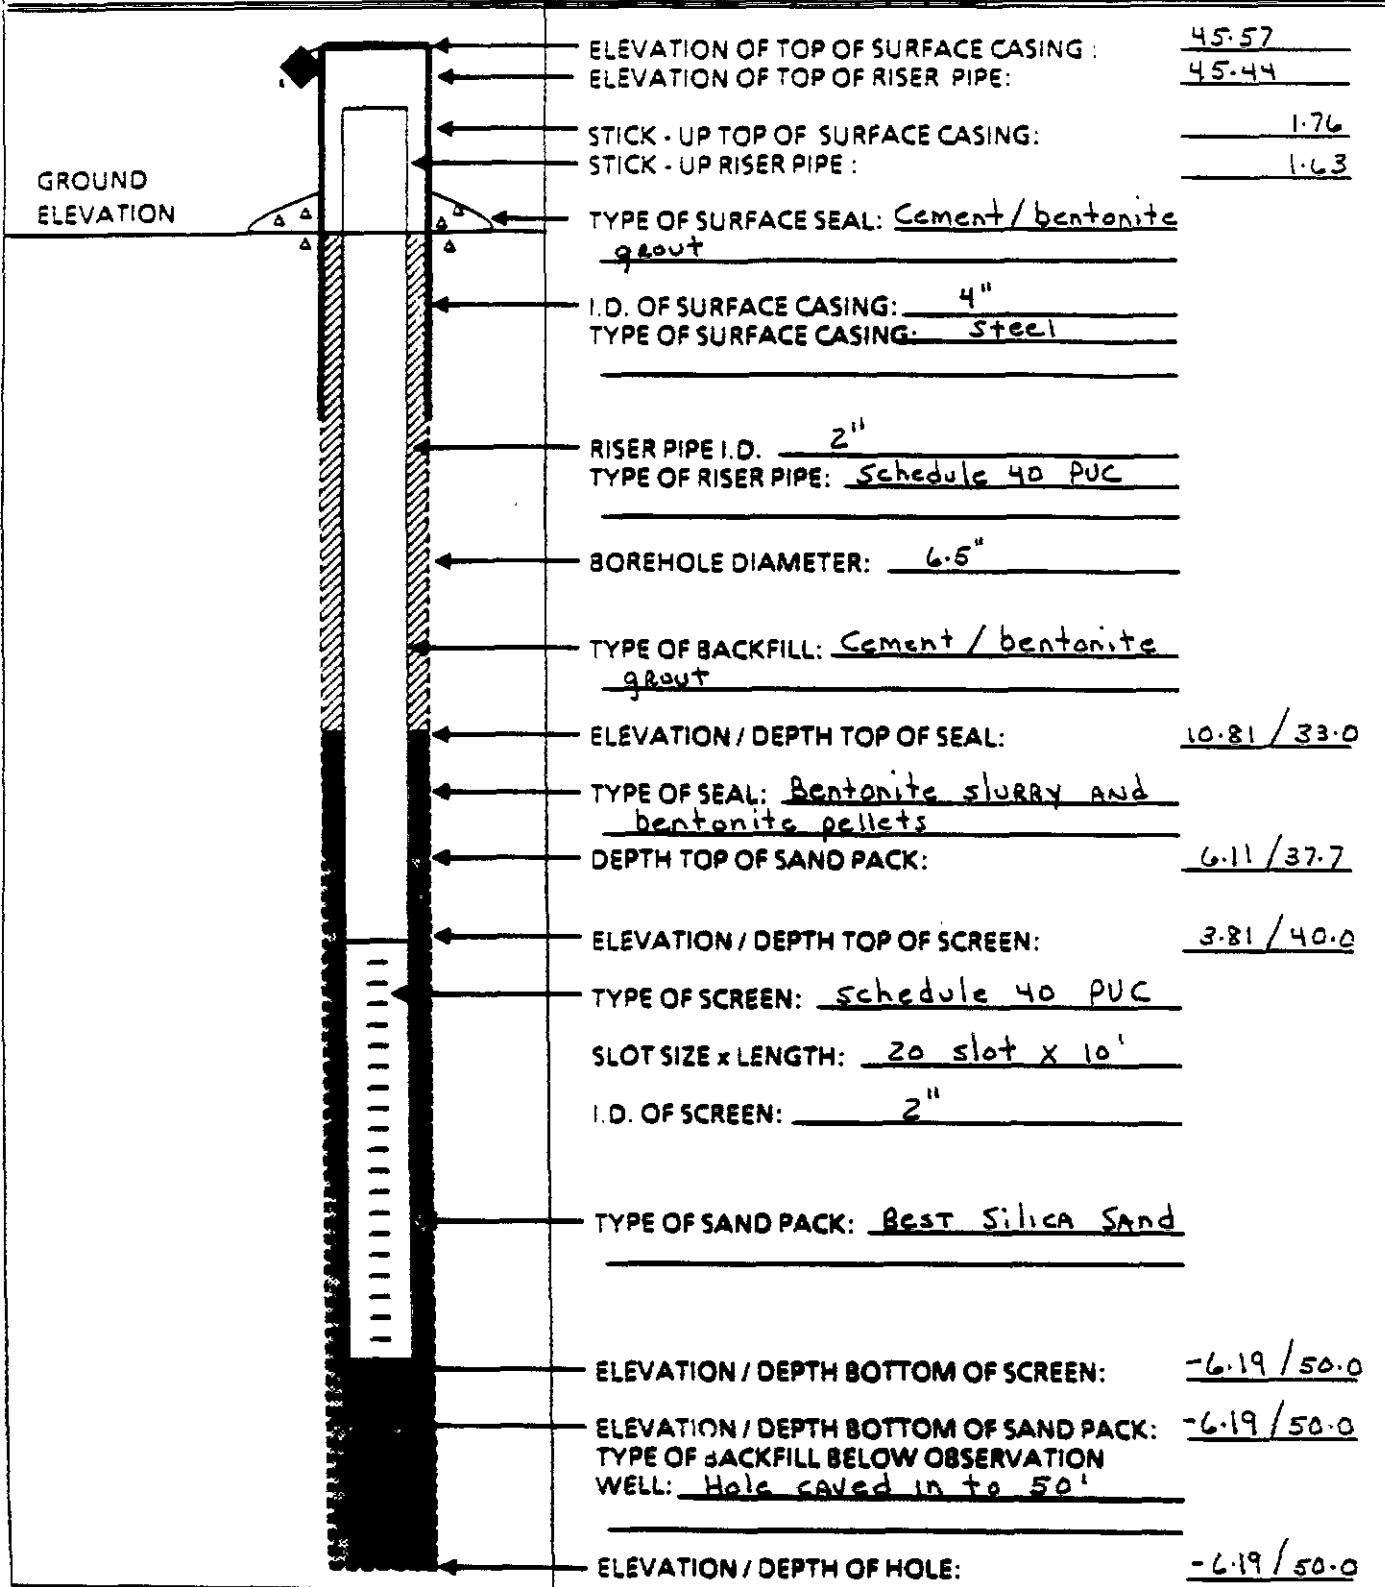 ELEVATION OF TOP OF SURFACE CASING : 45.57
ELEVATION OF TOP OF RISER PIPE: 45.44
STICK - UP TOP OF SURFACE CASING: 1.76
STICK - UP RISER PIPE : 1.63
GROUND
ELEVATION
TYPE OF SURFACE SEAL: Cement / bentonite
grout
I.D. OF SURFACE CASING: 4"
TYPE OF SURFACE CASING: Steel
RISER PIPE I.D. 2"
TYPE OF RISER PIPE: Schedule 40 PVC
BOREHOLE DIAMETER: 6.5"
TYPE OF BACKFILL: Cement / bentonite
grout
ELEVATION / DEPTH TOP OF SEAL: 10.81 / 33.0
TYPE OF SEAL: Bentonite slurry and
bentonite pellets
DEPTH TOP OF SAND PACK: 6.11 / 37.7
ELEVATION / DEPTH TOP OF SCREEN: 3.81 / 40.0
TYPE OF SCREEN: Schedule 40 PVC
SLOT SIZE x LENGTH: 20 slot x 10'
I.D. OF SCREEN: 2"
TYPE OF SAND PACK: Best Silica Sand
ELEVATION / DEPTH BOTTOM OF SCREEN: -6.19 / 50.0
ELEVATION / DEPTH BOTTOM OF SAND PACK: -6.19 / 50.0
TYPE OF BACKFILL BELOW OBSERVATION
WELL: Hole caved in to 50'
ELEVATION / DEPTH OF HOLE: -6.19 / 50.0